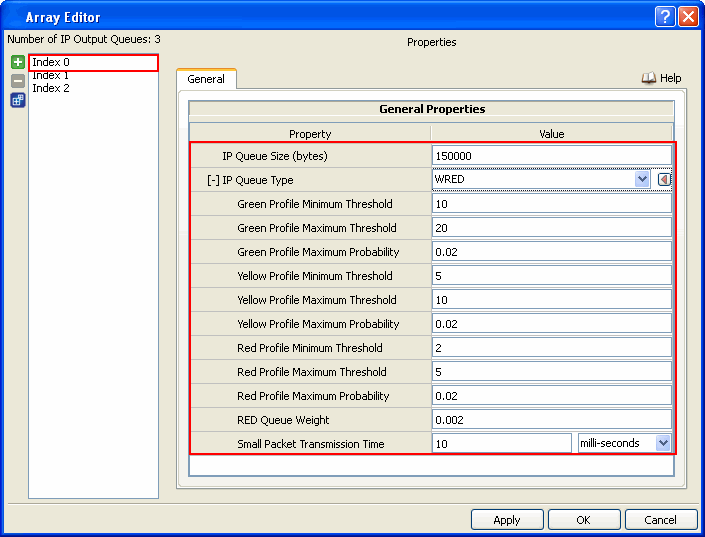 Array Editor
Number of IP Output Queues: 3
Properties
Index 0
Index 1
Index 2
General
Help
General Properties
Property Value
IP Queue Size (bytes) 150000
[-] IP Queue Type WRED
Green Profile Minimum Threshold 10
Green Profile Maximum Threshold 20
Green Profile Maximum Probability 0.02
Yellow Profile Minimum Threshold 5
Yellow Profile Maximum Threshold 10
Yellow Profile Maximum Probability 0.02
Red Profile Minimum Threshold 2
Red Profile Maximum Threshold 5
Red Profile Maximum Probability 0.02
RED Queue Weight 0.002
Small Packet Transmission Time 10 milli-seconds
Apply OK Cancel